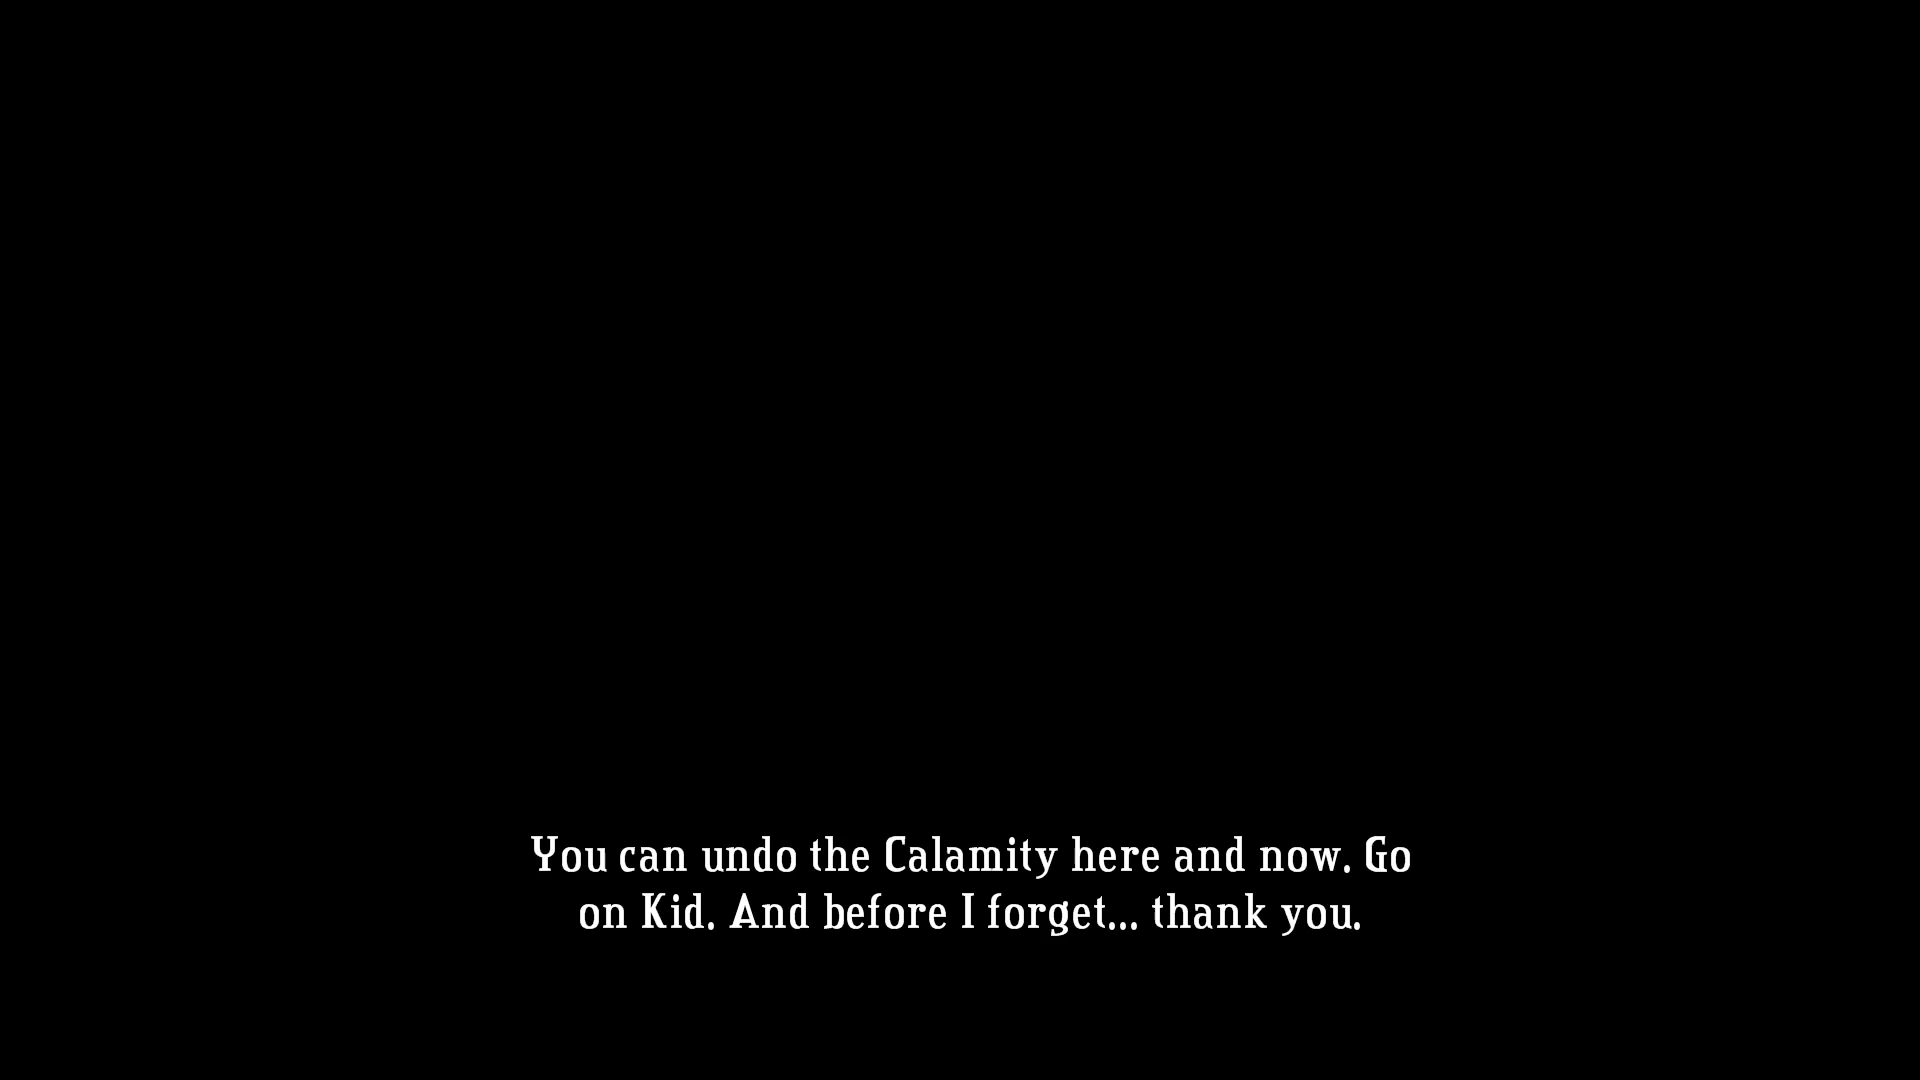 You can undo the Calamity here and now. Go
on Kid. And before I forget... thank you.